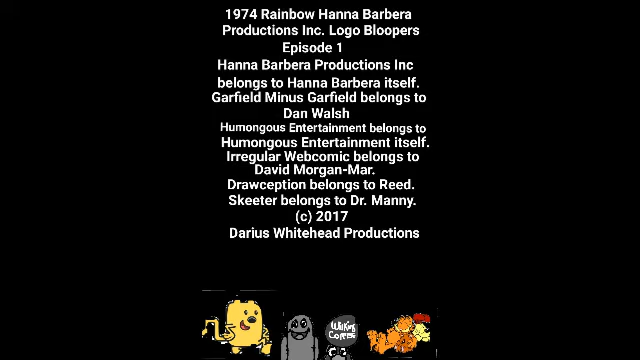 1974 Rainbow Hanna Barbera
Productions Inc. Logo Bloopers
Episode 1
Hanna Barbera Productions Inc
belongs to Hanna Barbera itself.
Garfield Minus Garfield belongs to
Dan Walsh
Humongous Entertainment belongs to
Humongous Entertainment itself.
Irregular Webcomic belongs to
David Morgan-Mar.
Drawception belongs to Reed.
Skeeter belongs to Dr. Manny.
(c) 2017
Darius Whitehead Productions